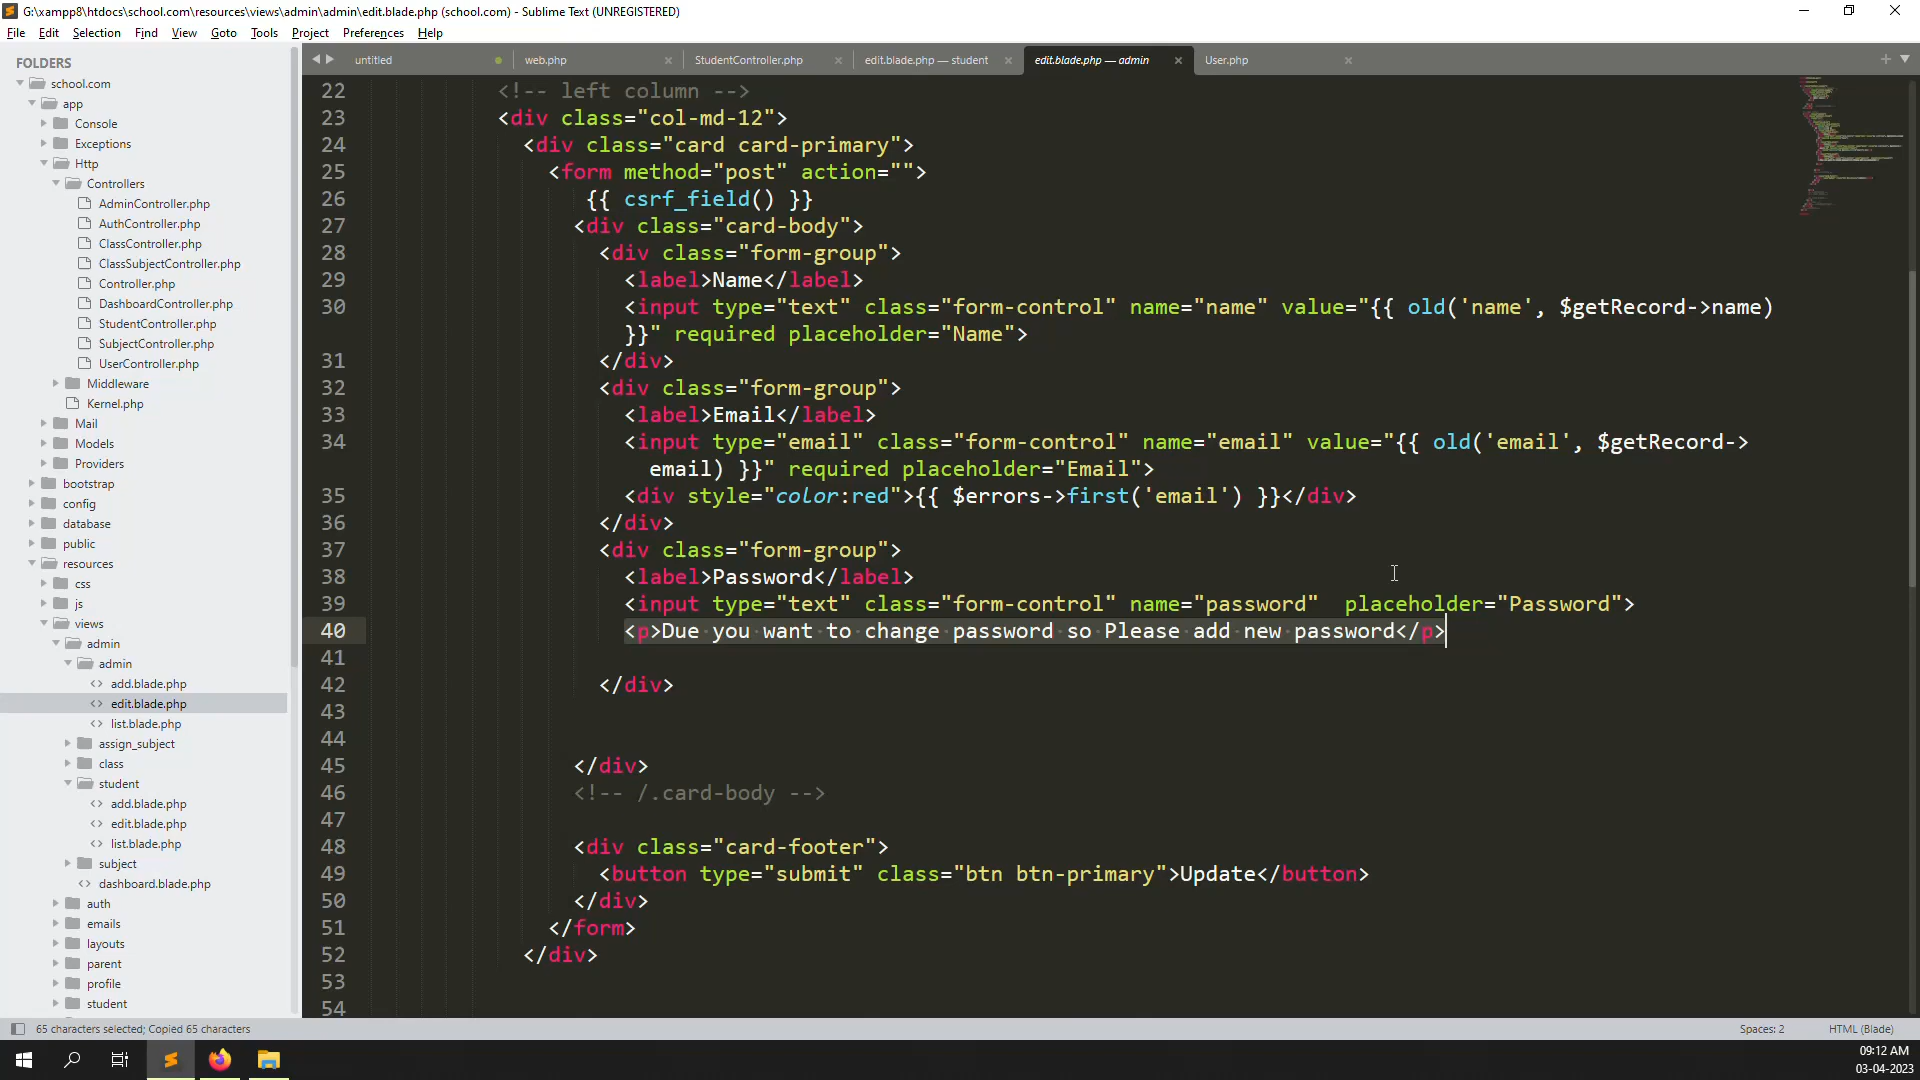 G:\xampp8\htdocs\school.com\resources\views\admin\admin\edit.blade.php (school.com) - Sublime Text (UNREGISTERED)
File Edit Selection Find View Goto Tools Project Preferences Help
FOLDERS
school.com
app
Console
Exceptions
Http
Controllers
AdminController.php
AuthController.php
ClassController.php
ClassSubjectController.php
Controller.php
DashboardController.php
StudentController.php
SubjectController.php
UserController.php
Middleware
Kernel.php
Mail
Models
Providers
bootstrap
config
database
public
resources
css
js
views
admin
admin
add.blade.php
edit.blade.php
list.blade.php
assign_subject
class
student
add.blade.php
edit.blade.php
list.blade.php
subject
dashboard.blade.php
auth
emails
layouts
parent
profile
student
untitled web.php StudentController.php edit.blade.php — student edit.blade.php — admin User.php
22 <!-- left column -->
23 <div class="col-md-12">
24 <div class="card card-primary">
25 <form method="post" action="">
26 {{ csrf_field() }}
27 <div class="card-body">
28 <div class="form-group">
29 <label>Name</label>
30 <input type="text" class="form-control" name="name" value="{{ old('name', $getRecord->name)
}}" required placeholder="Name">
31 </div>
32 <div class="form-group">
33 <label>Email</label>
34 <input type="email" class="form-control" name="email" value="{{ old('email', $getRecord->
email) }}" required placeholder="Email">
35 <div style="color:red">{{ $errors->first('email') }}</div>
36 </div>
37 <div class="form-group">
38 <label>Password</label>
39 <input type="text" class="form-control" name="password"  placeholder="Password">
40 <p>Due you want to change password so Please add new password</p>
41
42 </div>
43
44
45 </div>
46 <!-- /.card-body -->
47
48 <div class="card-footer">
49 <button type="submit" class="btn btn-primary">Update</button>
50 </div>
51 </form>
52 </div>
53
54
65 characters selected; Copied 65 characters
Spaces: 2 HTML (Blade)
09:12 AM
03-04-2023